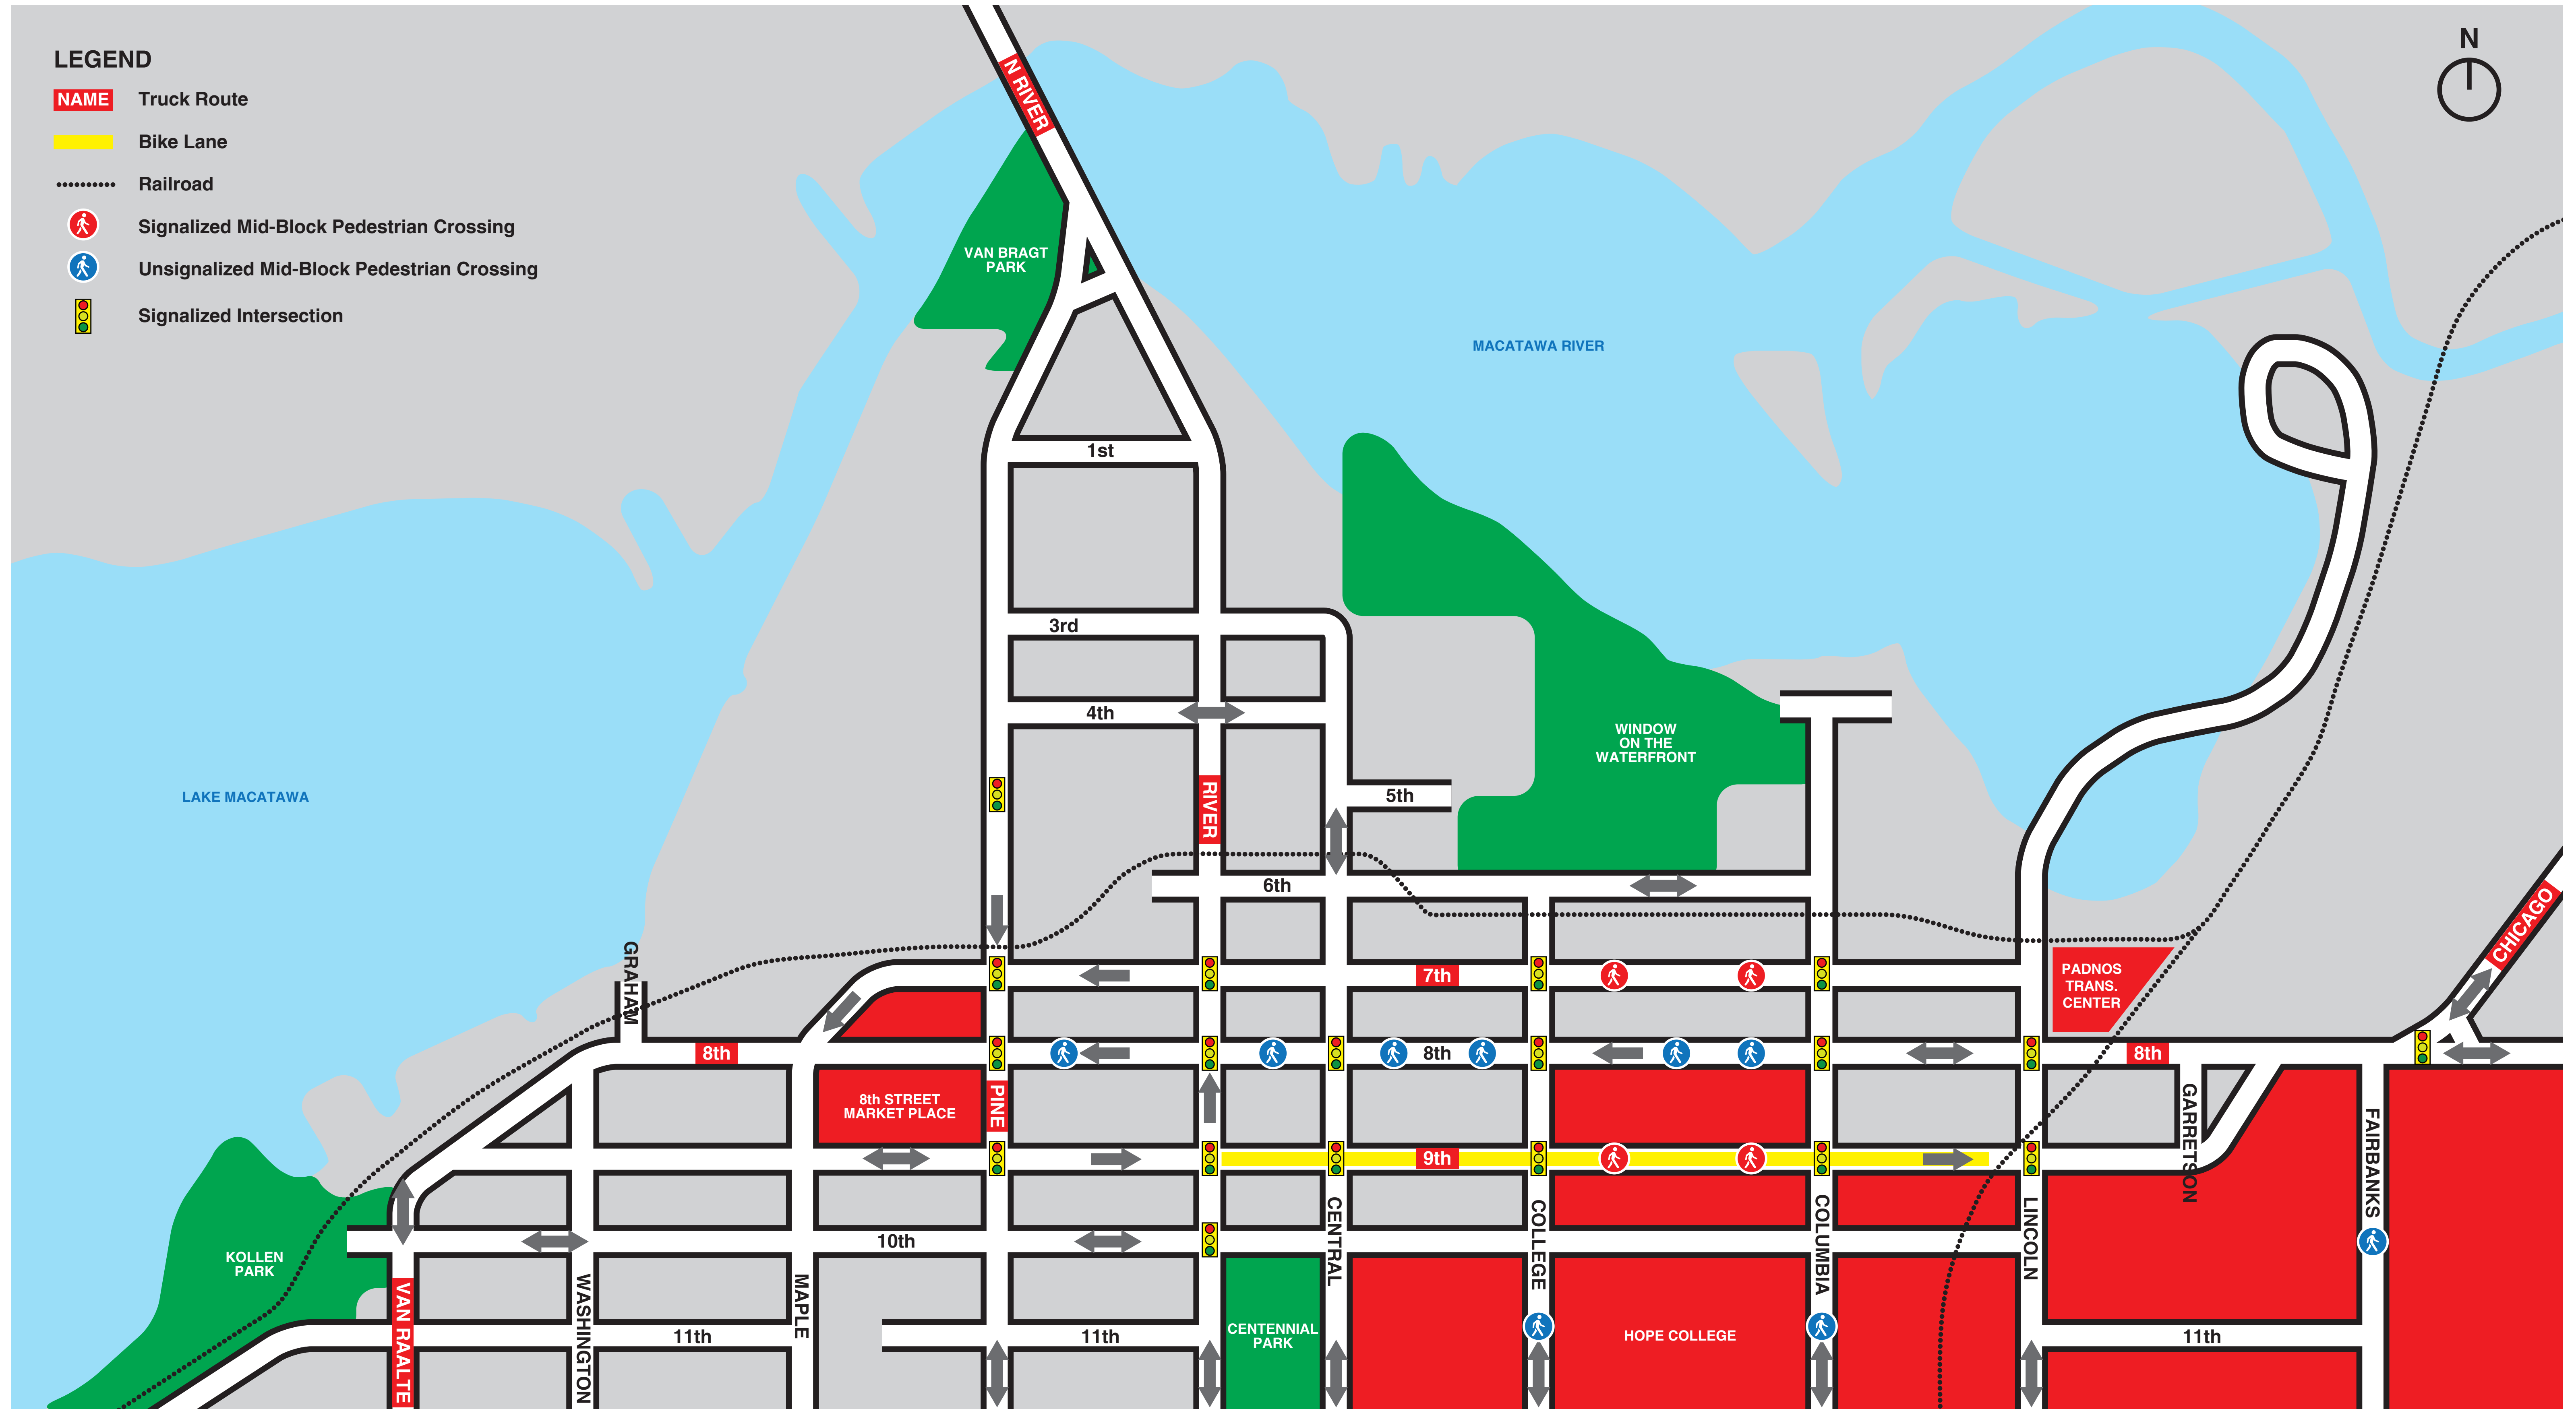 LEGEND
NAME Truck Route
Bike Lane
Railroad
Signalized Mid-Block Pedestrian Crossing
Unsignalized Mid-Block Pedestrian Crossing
Signalized Intersection
N
N RIVER
VAN BRAGT
PARK
MACATAWA RIVER
1st
3rd
4th
WINDOW
ON THE
WATERFRONT
LAKE MACATAWA
RIVER
5th
6th
CHICAGO
GRAHAM
7th
PADNOS
TRANS.
CENTER
8th
8th
8th
8th STREET
MARKET PLACE
PINE
GARRETSON
FAIRBANKS
9th
CENTRAL
COLLEGE
COLUMBIA
LINCOLN
10th
KOLLEN
PARK
VAN RAALTE
WASHINGTON
MAPLE
11th
11th
CENTENNIAL
PARK
HOPE COLLEGE
11th